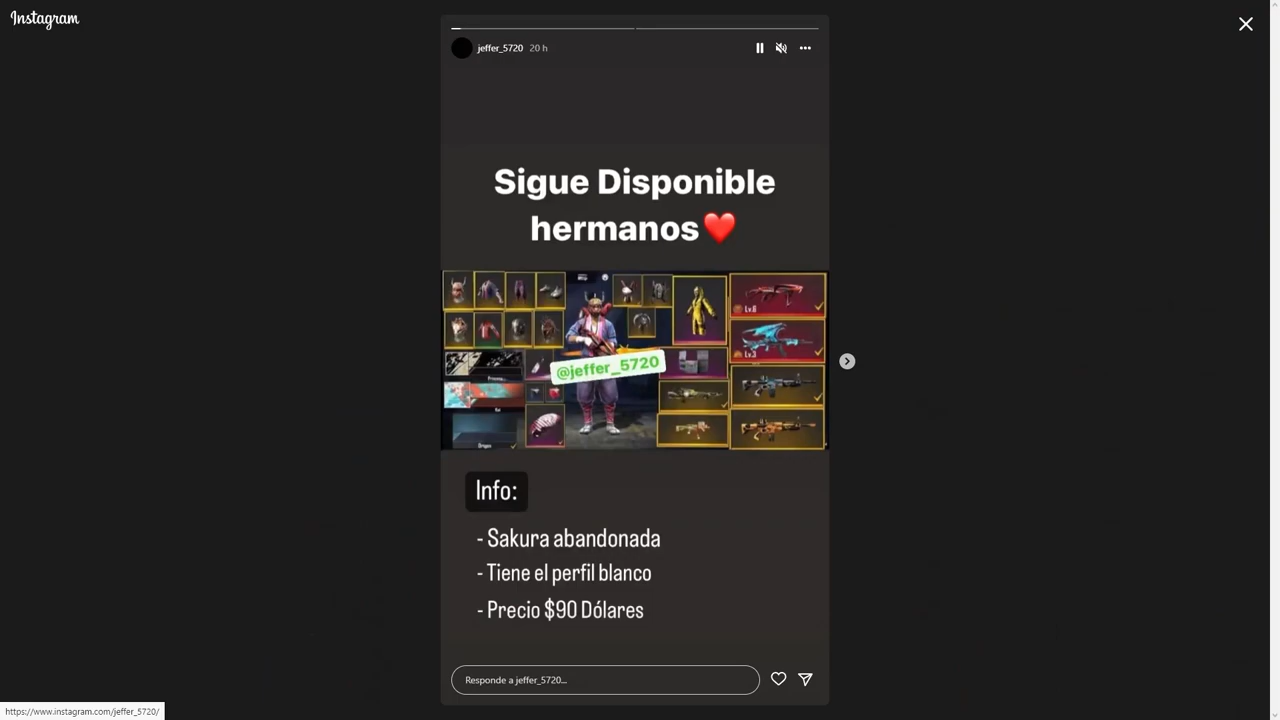 Instagram
jeffer_5720 20 h
Sigue Disponible
hermanos❤️
Lv.8
Lv.3
@jeffer_5720
Dragon
Info:
- Sakura abandonada
- Tiene el perfil blanco
- Precio $90 Dólares
Responde a jeffer_5720...
https://www.instagram.com/jeffer_5720/